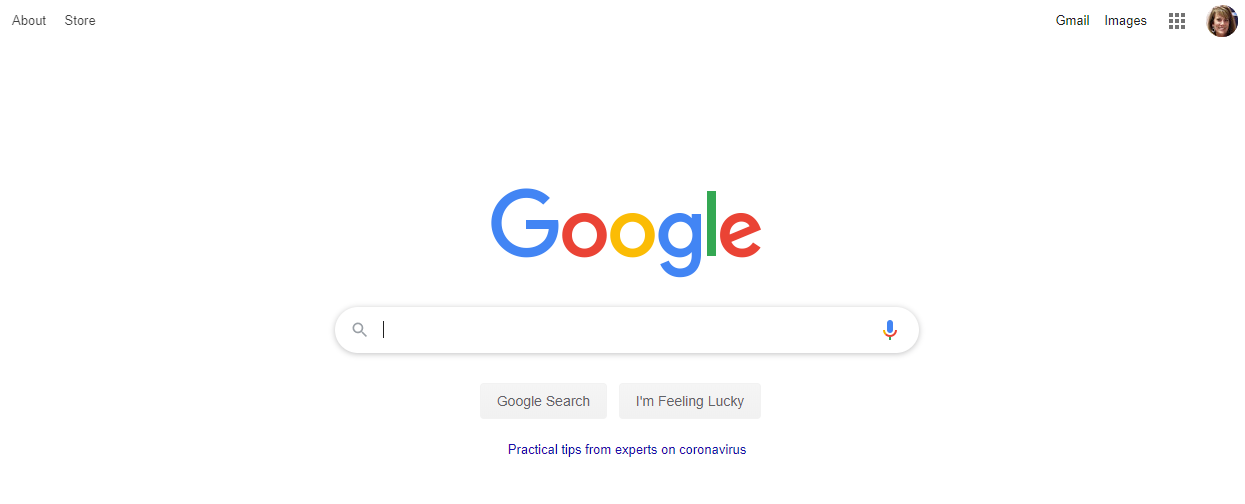 About Store Gmail Images
Google
Google Search I'm Feeling Lucky
Practical tips from experts on coronavirus